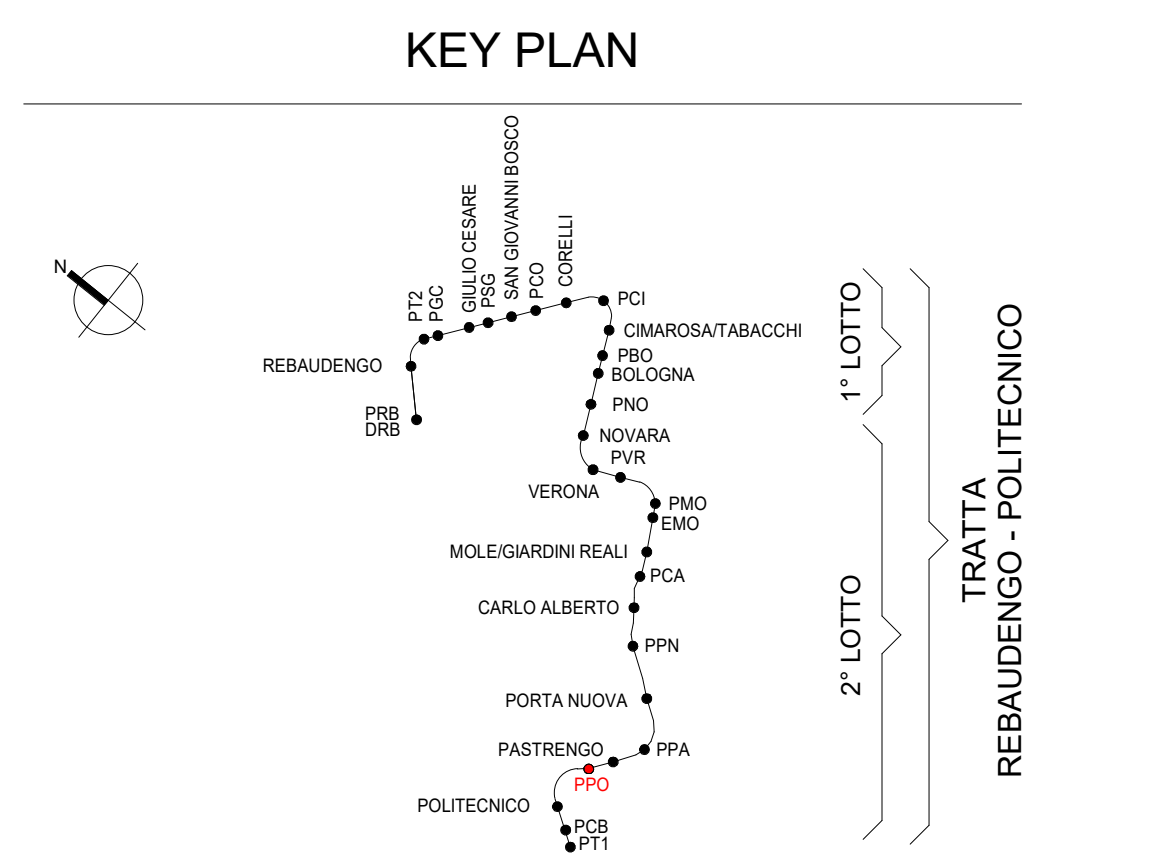 KEY PLAN
N
PT2
PGC
GIULIO CESARE
PSG
SAN GIOVANNI BOSCO
PCO
CORELLI
PCI
CIMAROSA/TABACCHI
REBAUDENGO
PBO
BOLOGNA
PRB
DRB
PNO
NOVARA
PVR
VERONA
PMO
EMO
MOLE/GIARDINI REALI
PCA
CARLO ALBERTO
PPN
PORTA NUOVA
PASTRENGO
PPA
PPO
POLITECNICO
PCB
PT1
1° LOTTO
2° LOTTO
TRATTA
REBAUDENGO - POLITECNICO